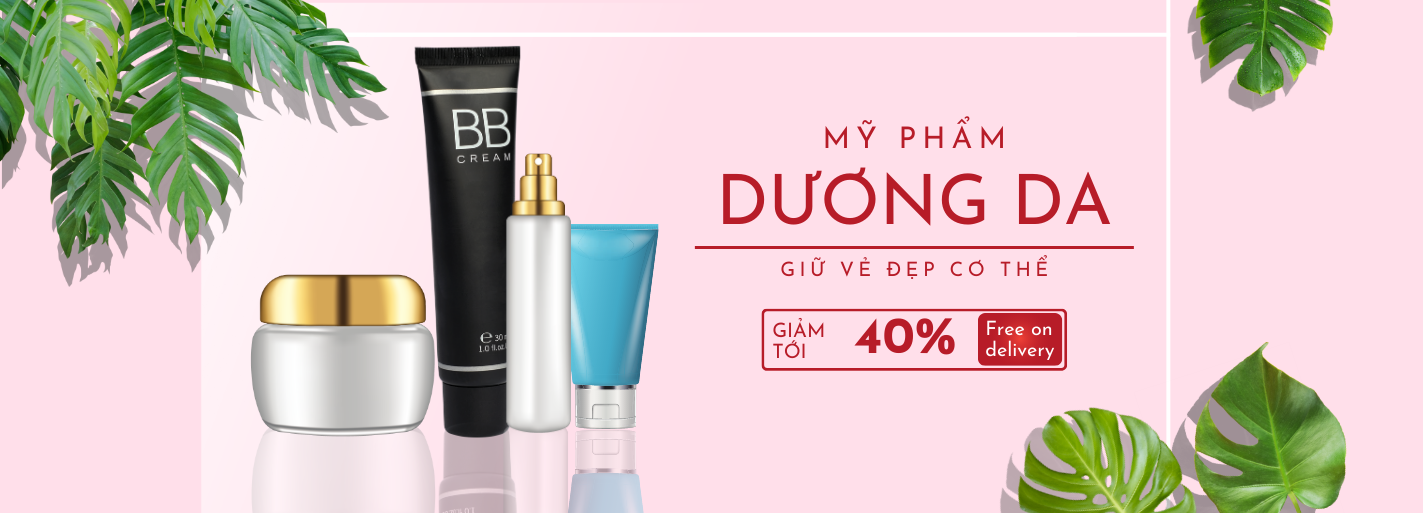 BB
CREAM
MỸ PHẨM
DƯỠNG DA
GIỮ VẺ ĐẸP CƠ THỂ
GIẢM
TỚI
40%
Free on
delivery
℮ 30
1.0 fl.oz